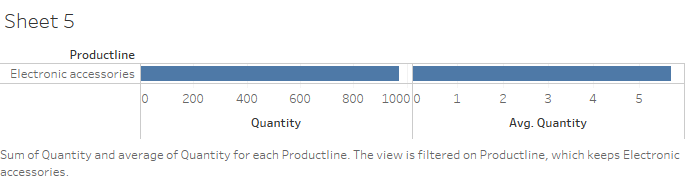 Sheet 5
Productline
Electronic accessories
0 200 400 600 800 1000 0 1 2 3 4 5
Quantity Avg. Quantity
Sum of Quantity and average of Quantity for each Productline. The view is filtered on Productline, which keeps Electronic
accessories.